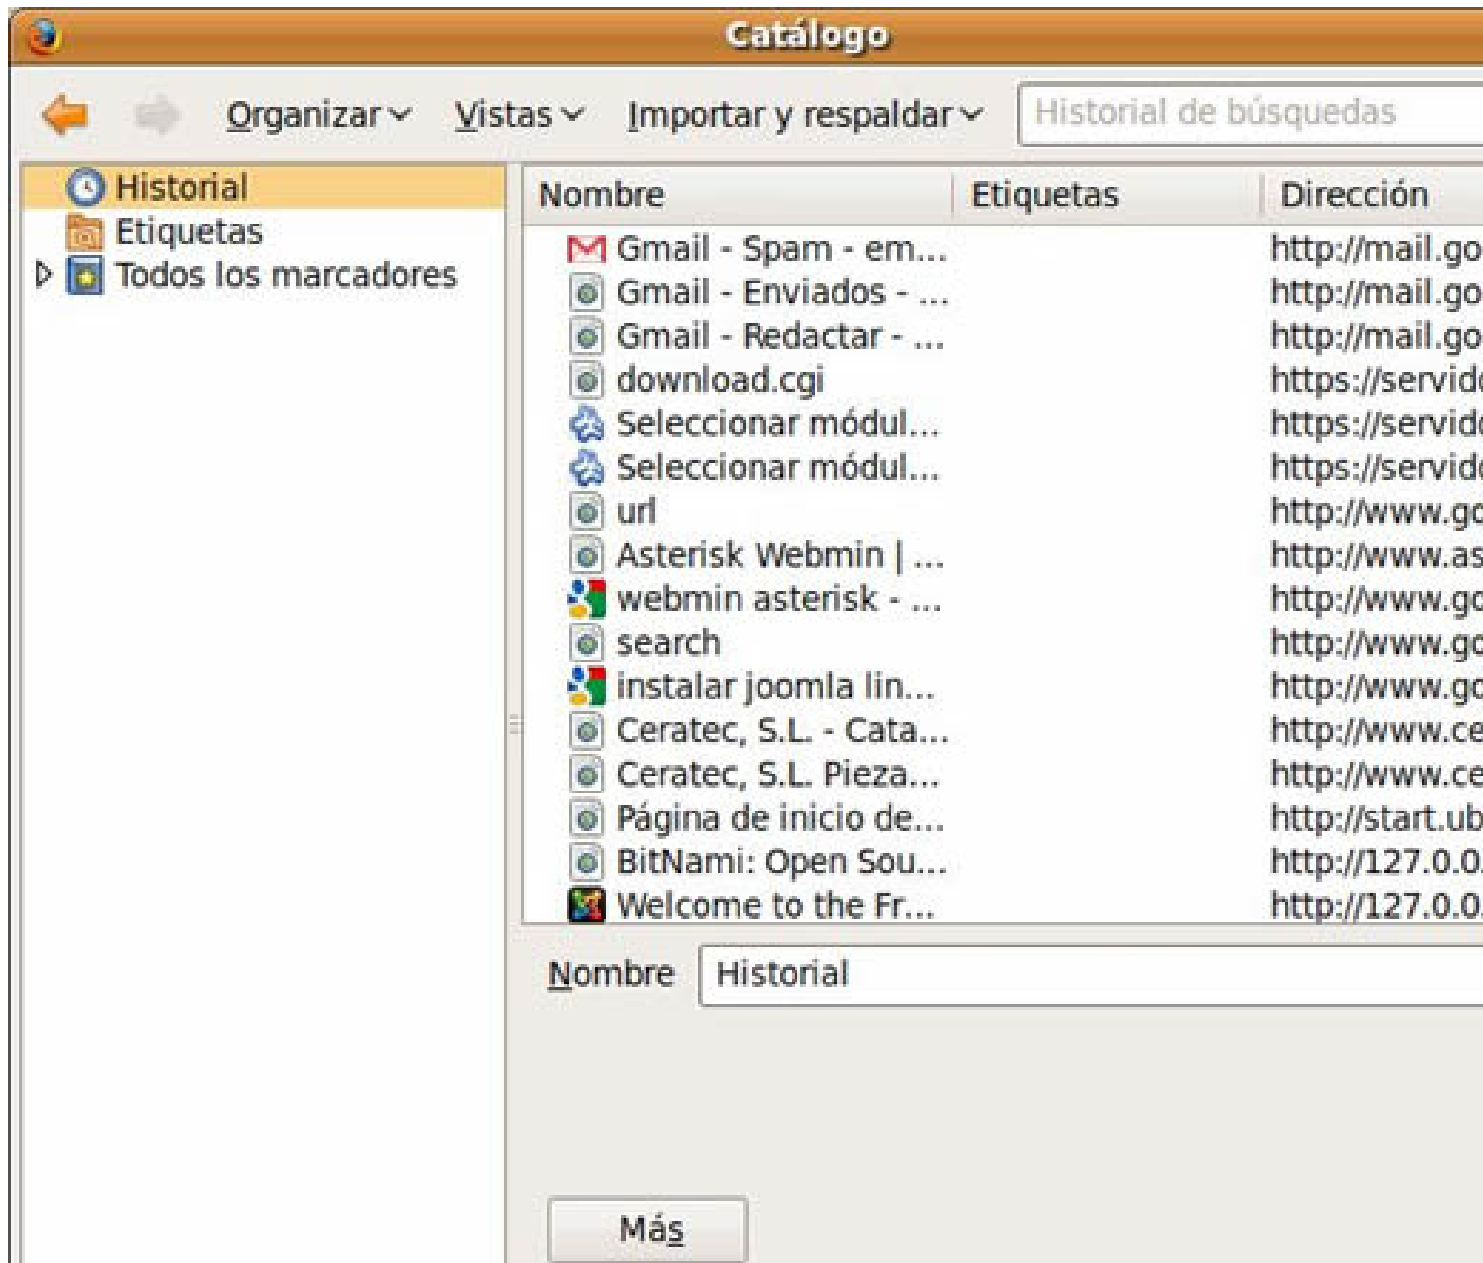 Catálogo
Organizar Vistas Importar y respaldar Historial de búsquedas
Historial
Etiquetas
Todos los marcadores
Nombre Etiquetas Dirección
Gmail - Spam - em... http://mail.go
Gmail - Enviados - ... http://mail.go
Gmail - Redactar - ... http://mail.go
download.cgi https://servido
Seleccionar módul... https://servido
Seleccionar módul... https://servido
url http://www.go
Asterisk Webmin | ... http://www.as
webmin asterisk - ... http://www.go
search http://www.go
instalar joomla lin... http://www.go
Ceratec, S.L. - Cata... http://www.ce
Ceratec, S.L. Pieza... http://www.ce
Página de inicio de... http://start.ub
BitNami: Open Sou... http://127.0.0.
Welcome to the Fr... http://127.0.0.
Nombre Historial
Más